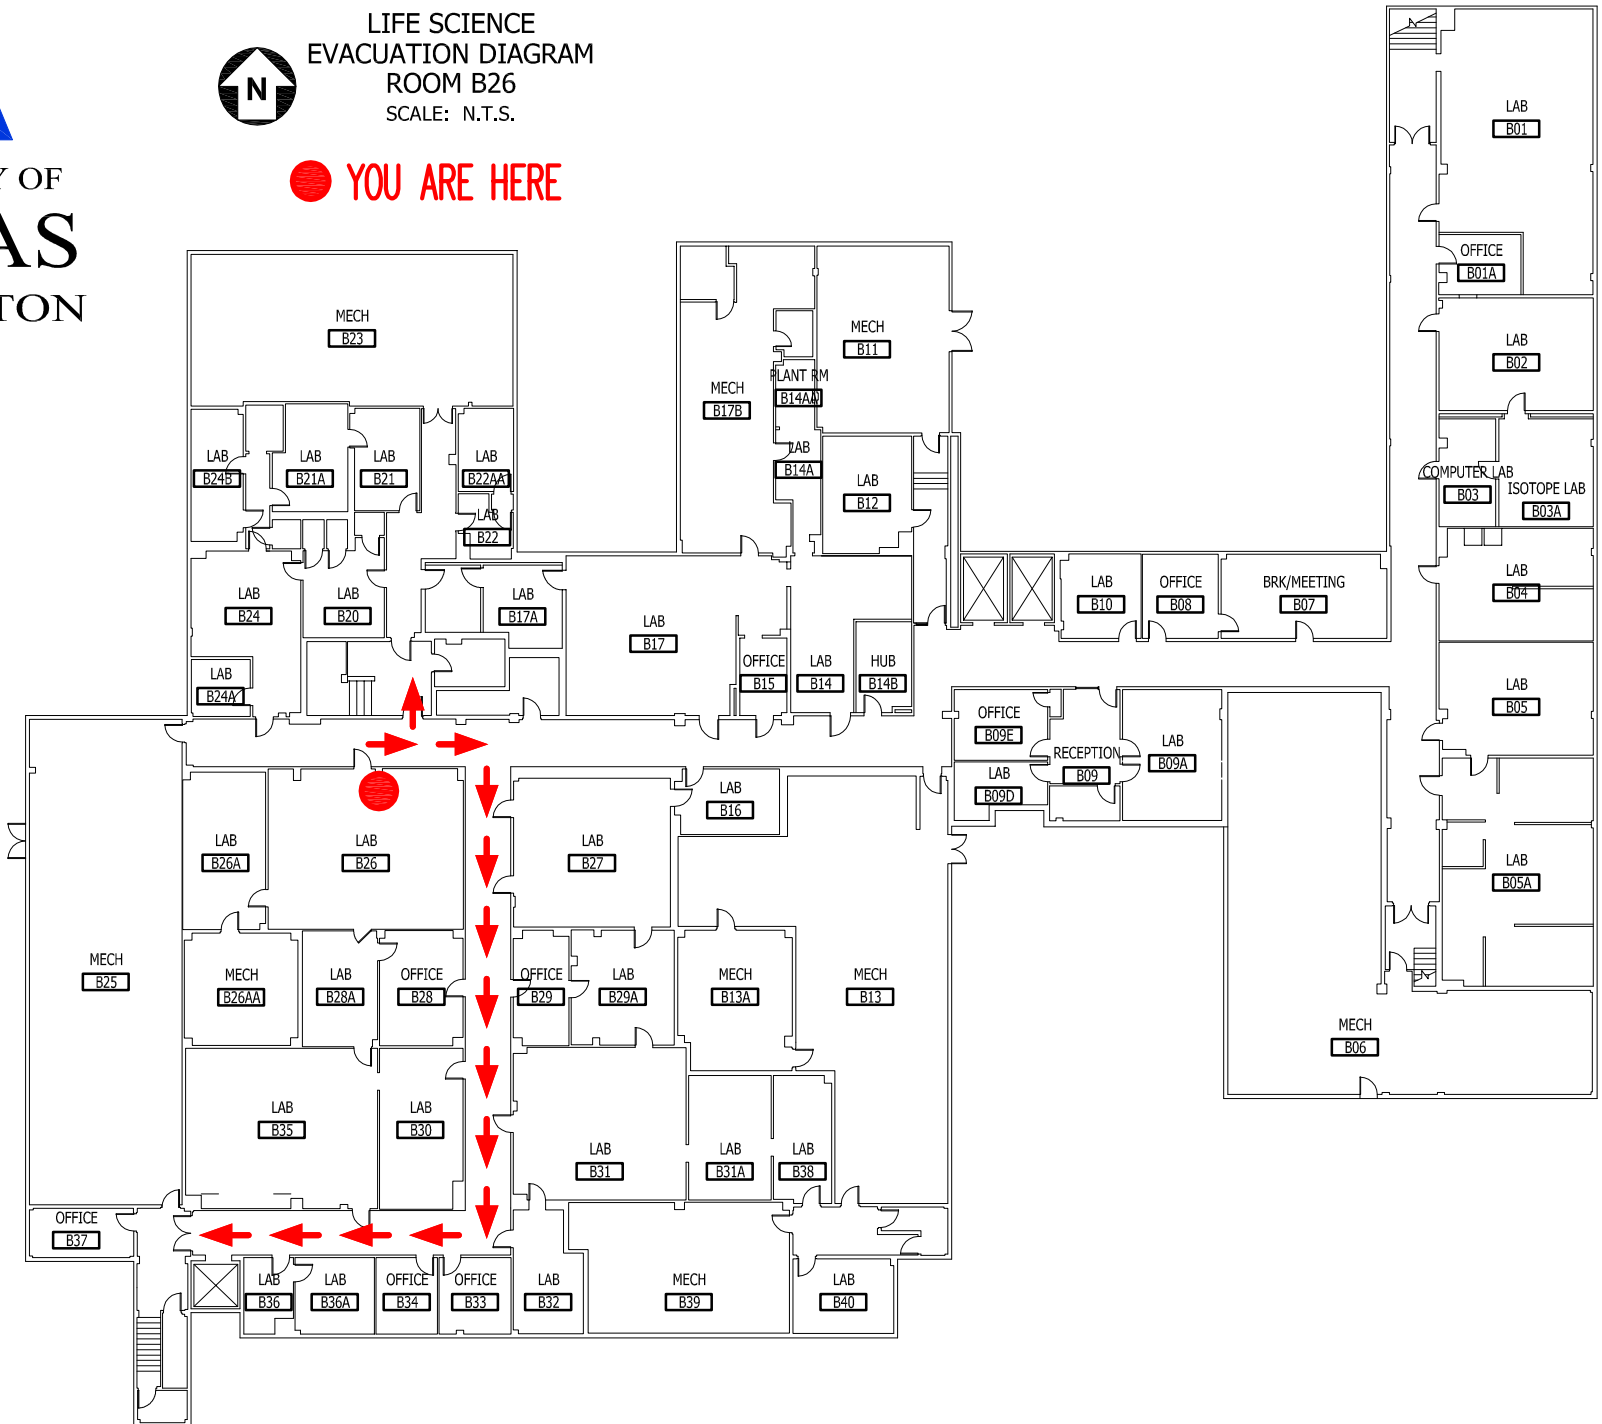 LIFE SCIENCE
EVACUATION DIAGRAM
ROOM B26
SCALE: N.T.S.
N
YOU ARE HERE
Y OF
AS
TON
LAB
B01
OFFICE
B01A
LAB
B02
COMPUTER LAB
B03
ISOTOPE LAB
B03A
LAB
B04
LAB
B05
LAB
B05A
MECH
B06
BRK/MEETING
B07
OFFICE
B08
LAB
B10
MECH
B23
MECH
B11
PLANT RM
B14AA
MECH
B17B
LAB
B14A
LAB
B12
LAB
B24B
LAB
B21A
LAB
B21
LAB
B22AA
LAB
B22
LAB
B24
LAB
B20
LAB
B17A
LAB
B17
OFFICE
B15
LAB
B14
HUB
B14B
LAB
B24A
OFFICE
B09E
RECEPTION
B09
LAB
B09A
LAB
B09D
LAB
B16
LAB
B26A
LAB
B26
LAB
B27
MECH
B25
MECH
B26AA
LAB
B28A
OFFICE
B28
OFFICE
B29
LAB
B29A
MECH
B13A
MECH
B13
LAB
B35
LAB
B30
LAB
B31
LAB
B31A
LAB
B38
OFFICE
B37
LAB
B36
LAB
B36A
OFFICE
B34
OFFICE
B33
LAB
B32
MECH
B39
LAB
B40